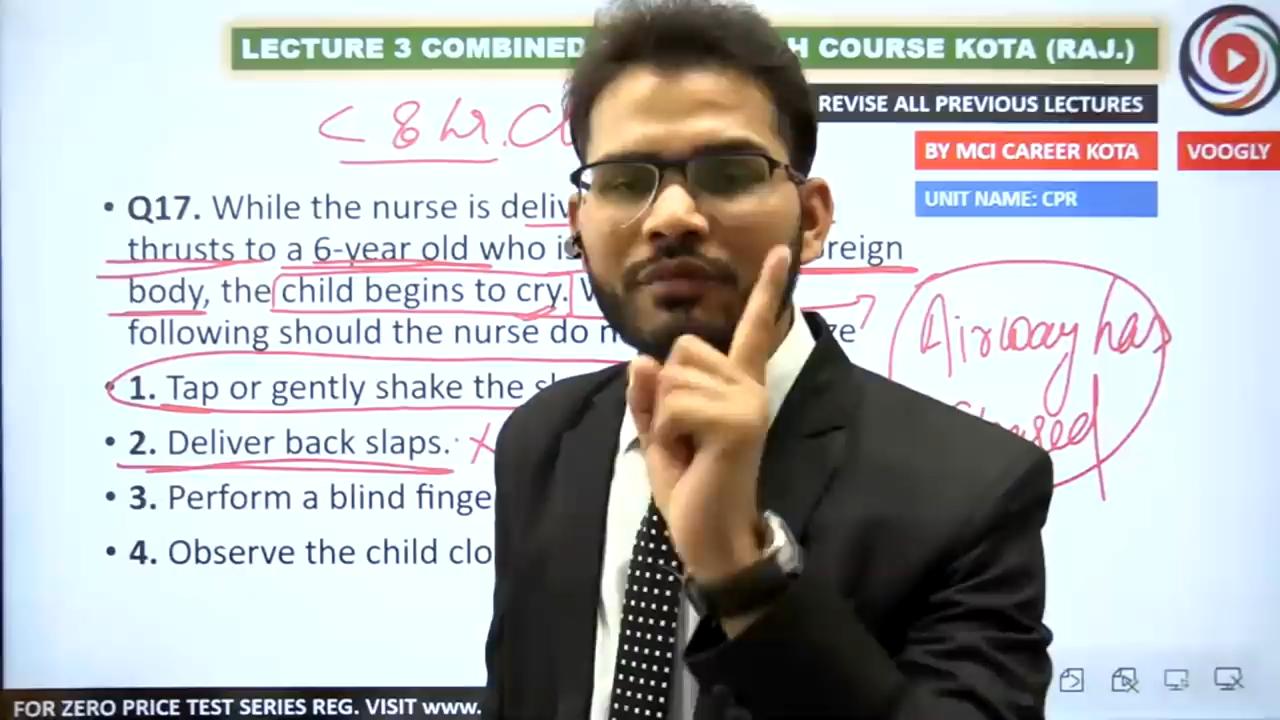 LECTURE 3 COMBINED H COURSE KOTA (RAJ.)
REVISE ALL PREVIOUS LECTURES
BY MCI CAREER KOTA
VOOGLY
UNIT NAME: CPR
< 8 hr.
• Q17. While the nurse is deliv
thrusts to a 6-year old who is reign
body, the child begins to cry. W
following should the nurse do n ze
• 1. Tap or gently shake the sh
• 2. Deliver back slaps.
• 3. Perform a blind finge
• 4. Observe the child clo
Airway has
FOR ZERO PRICE TEST SERIES REG. VISIT www.